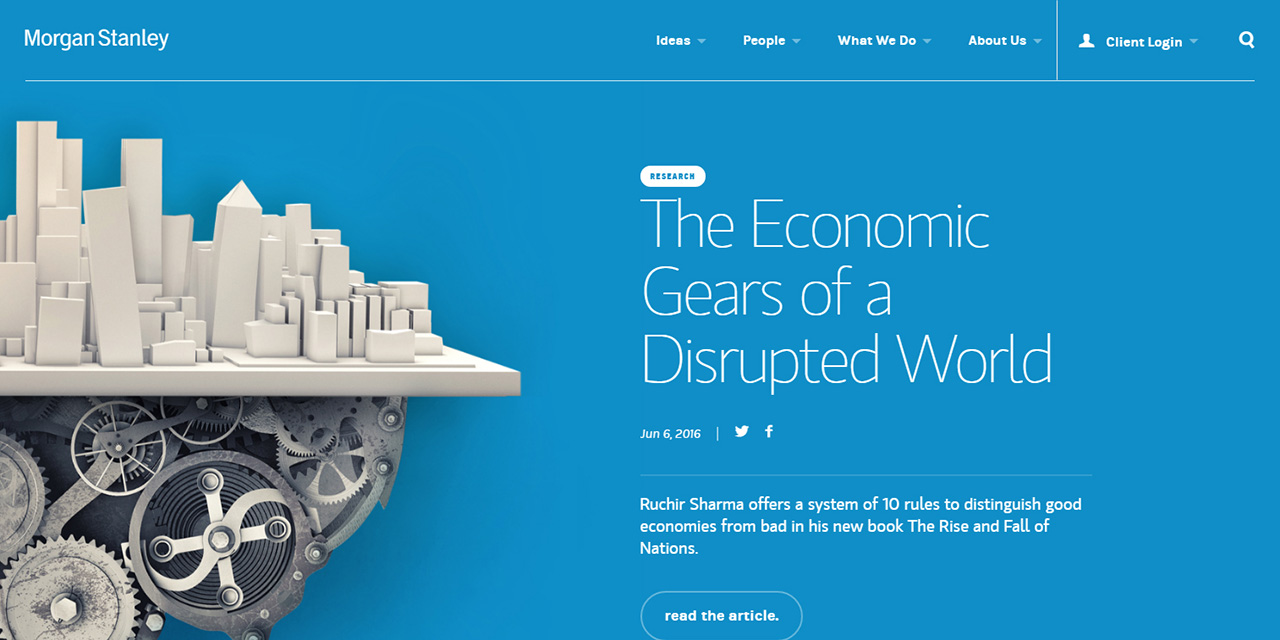 Morgan Stanley
Ideas
People
What We Do
About Us
Client Login
RESEARCH
The Economic
Gears of a
Disrupted World
Jun 6, 2016 |
Ruchir Sharma offers a system of 10 rules to distinguish good
economies from bad in his new book The Rise and Fall of
Nations.
read the article.